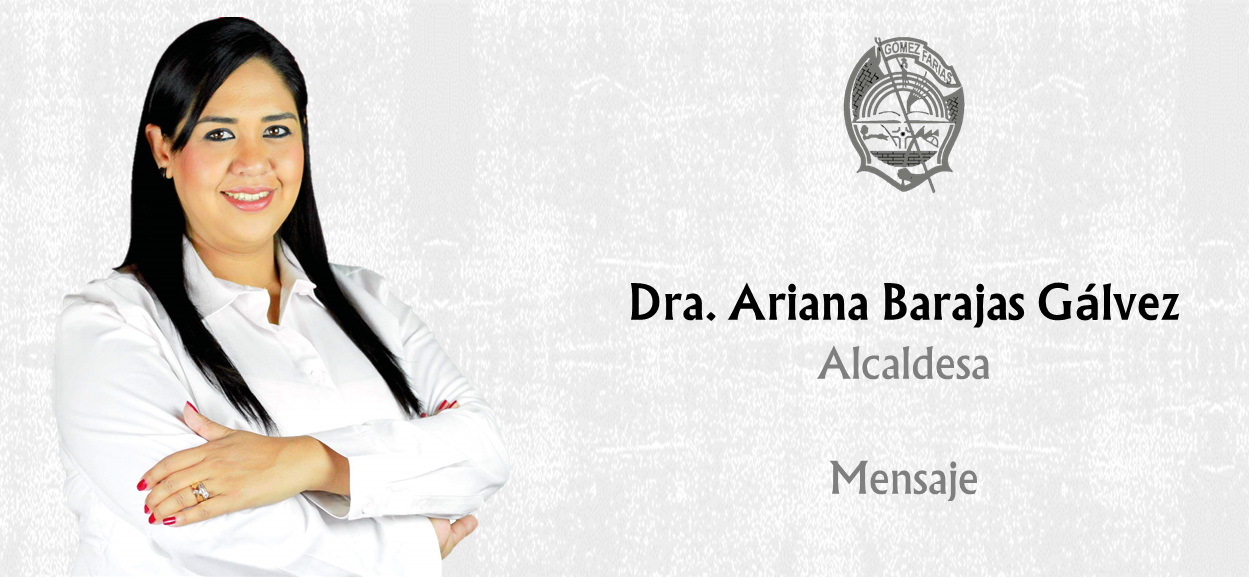 GOMEZ FARIAS
Dra. Ariana Barajas Gálvez
Alcaldesa
Mensaje